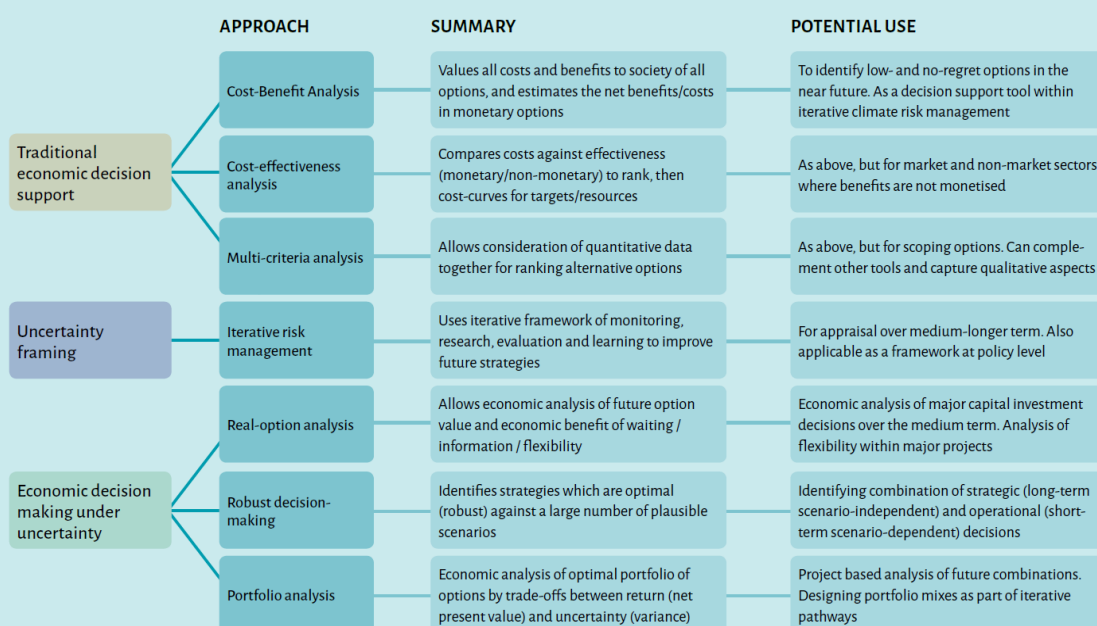 APPROACH
SUMMARY
POTENTIAL USE
Traditional
economic decision
support
Cost-Benefit Analysis
Values all costs and benefits to society of all
options, and estimates the net benefits/costs
in monetary options
To identify low- and no-regret options in the
near future. As a decision support tool within
iterative climate risk management
Cost-effectiveness
analysis
Compares costs against effectiveness
(monetary/non-monetary) to rank, then
cost-curves for targets/resources
As above, but for market and non-market sectors
where benefits are not monetised
Multi-criteria analysis
Allows consideration of quantitative data
together for ranking alternative options
As above, but for scoping options. Can comple-
ment other tools and capture qualitative aspects
Uncertainty
framing
Iterative risk
management
Uses iterative framework of monitoring,
research, evaluation and learning to improve
future strategies
For appraisal over medium-longer term. Also
applicable as a framework at policy level
Economic decision
making under
uncertainty
Real-option analysis
Allows economic analysis of future option
value and economic benefit of waiting /
information / flexibility
Economic analysis of major capital investment
decisions over the medium term. Analysis of
flexibility within major projects
Robust decision-
making
Identifies strategies which are optimal
(robust) against a large number of plausible
scenarios
Identifying combination of strategic (long-term
scenario-independent) and operational (short-
term scenario-dependent) decisions
Portfolio analysis
Economic analysis of optimal portfolio of
options by trade-offs between return (net
present value) and uncertainty (variance)
Project based analysis of future combinations.
Designing portfolio mixes as part of iterative
pathways